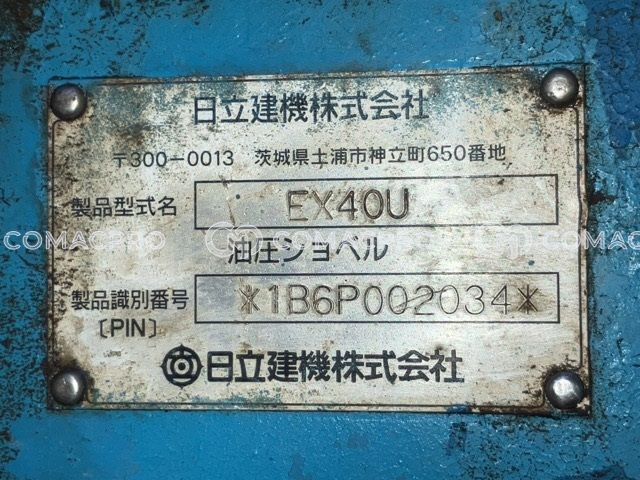 日立建機株式会社
〒300-0013 茨城県土浦市神立町650番地
製品型式名 EX40U
油圧ショベル
製品識別番号 *1B6P002034*
[PIN]
日立建機株式会社
COMACPRO
COMACPRO